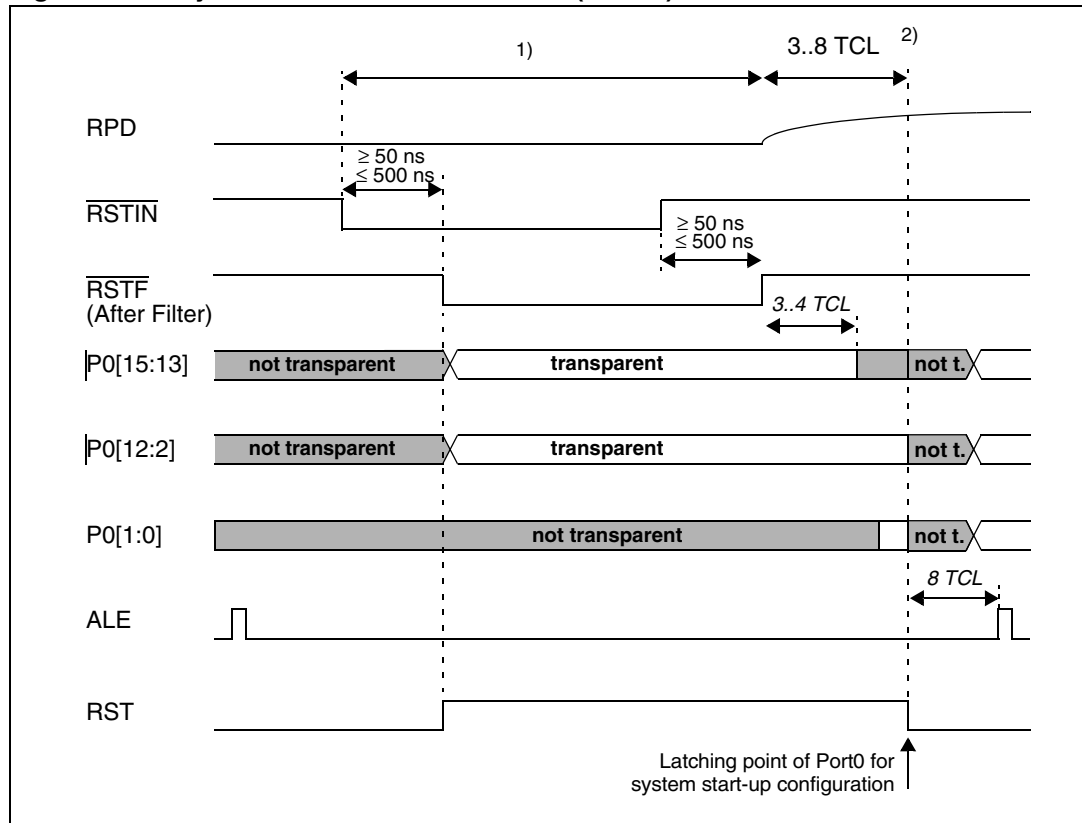 1)
3..8 TCL 2)
RPD
≥ 50 ns
≤ 500 ns
RSTIN
≥ 50 ns
≤ 500 ns
RSTF
(After Filter)
3..4 TCL
P0[15:13]
not transparent
transparent
not t.
P0[12:2]
not transparent
transparent
not t.
P0[1:0]
not transparent
not t.
8 TCL
ALE
RST
Latching point of Port0 for
system start-up configuration